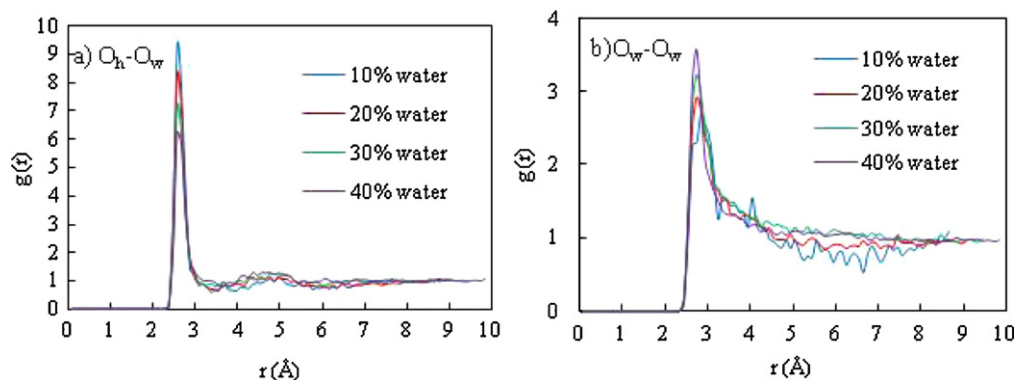 a) Oh-Ow
10% water
20% water
30% water
40% water
g(r)
10
9
8
7
6
5
4
3
2
1
0
0 1 2 3 4 5 6 7 8 9 10
r (Å)
b) Ow-Ow
10% water
20% water
30% water
40% water
g(r)
4
3
2
1
0
0 1 2 3 4 5 6 7 8 9 10
r (Å)